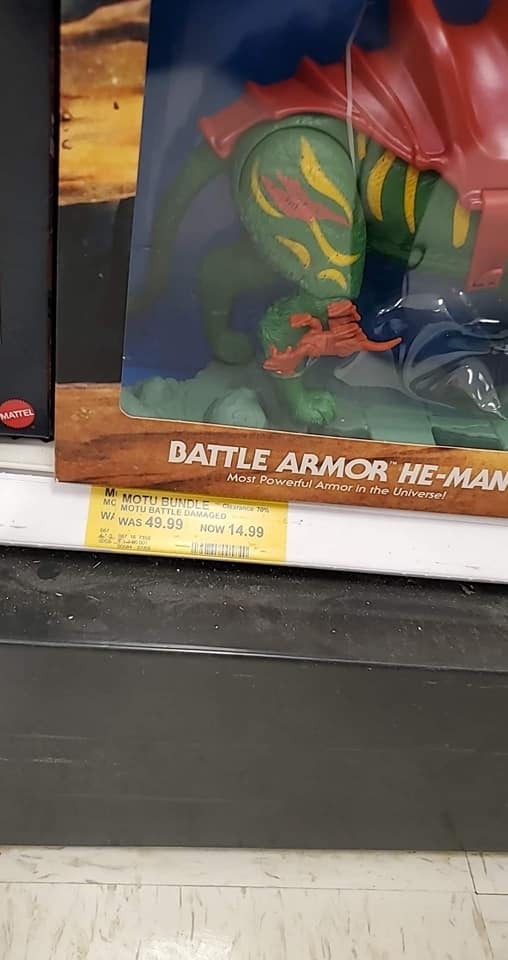 MATTEL
BATTLE ARMOR™ HE-MAN
Most Powerful Armor in the Universe!
MOTU BUNDLE Clearance 70%
MOTU BATTLE DAMAGED
WAS 49.99 NOW 14.99